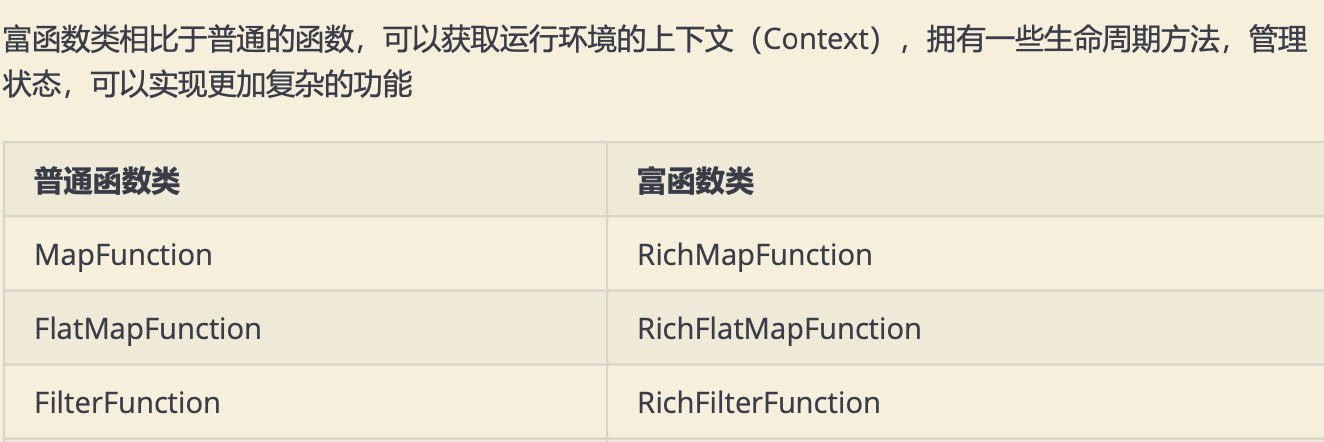 富函数类相比于普通的函数，可以获取运行环境的上下文（Context），拥有一些生命周期方法，管理
状态，可以实现更加复杂的功能
普通函数类 富函数类
MapFunction RichMapFunction
FlatMapFunction RichFlatMapFunction
FilterFunction RichFilterFunction